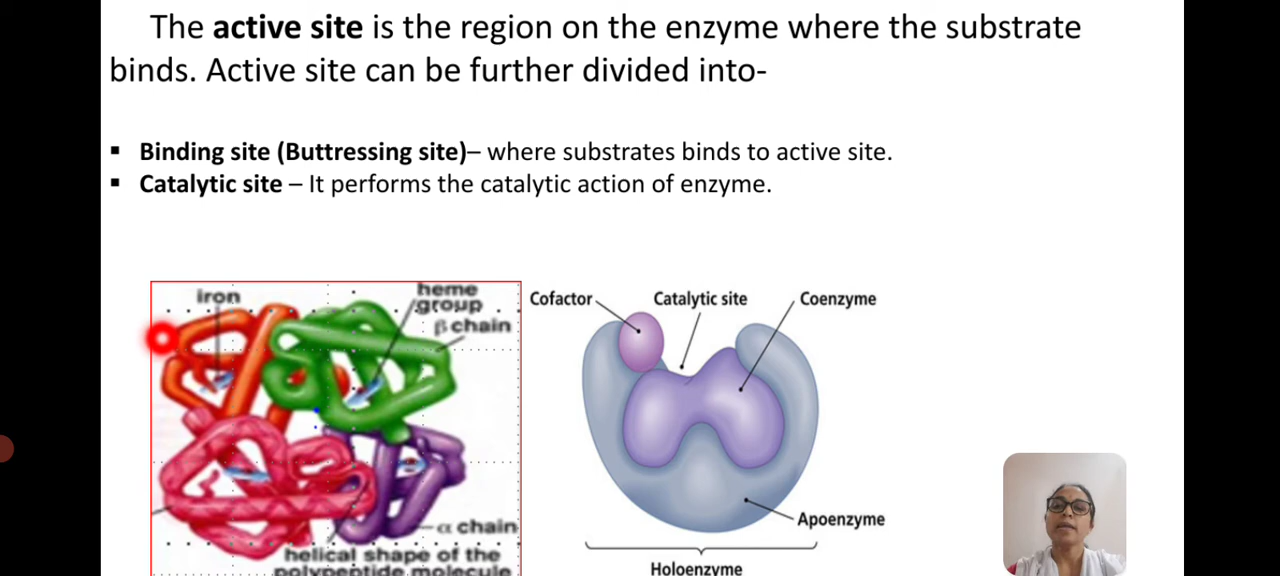 The active site is the region on the enzyme where the substrate
binds. Active site can be further divided into-
▪ Binding site (Buttressing site)– where substrates binds to active site.
▪ Catalytic site – It performs the catalytic action of enzyme.
iron
heme
group
β chain
α chain
helical shape of the
polypeptide molecule
Cofactor
Catalytic site
Coenzyme
Apoenzyme
Holoenzyme